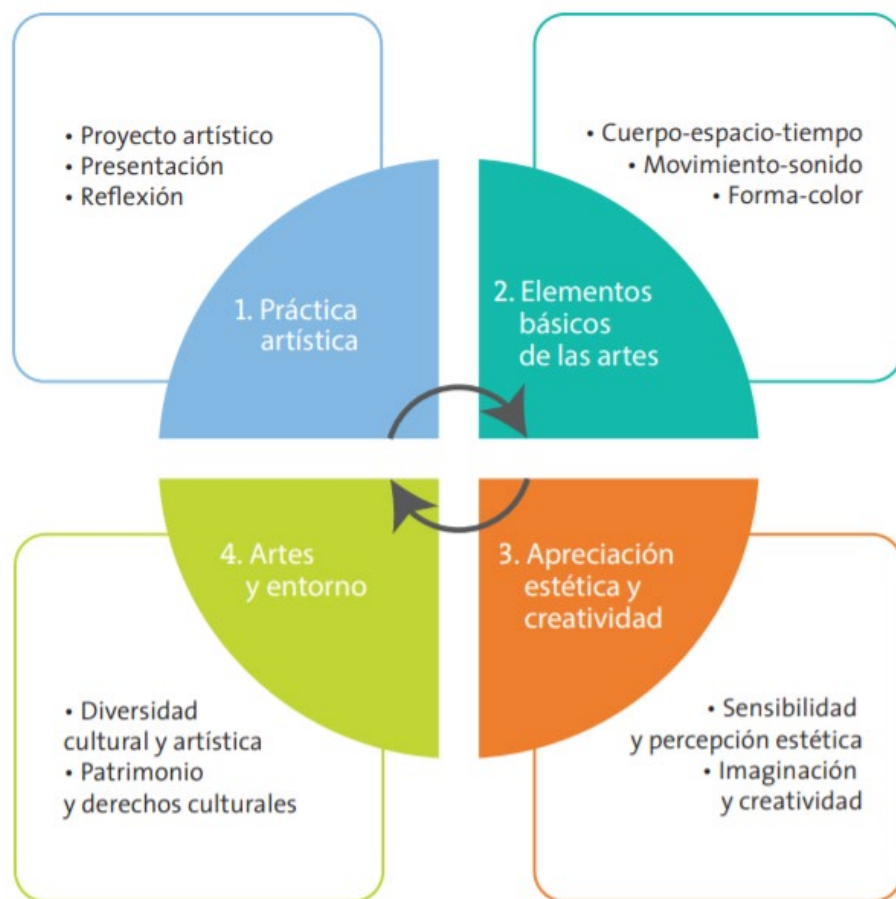 • Proyecto artístico
• Presentación
• Reflexión
• Cuerpo-espacio-tiempo
• Movimiento-sonido
• Forma-color
1. Práctica
artística
2. Elementos
básicos
de las artes
4. Artes
y entorno
3. Apreciación
estética y
creatividad
• Diversidad
cultural y artística
• Patrimonio
y derechos culturales
• Sensibilidad
y percepción estética
• Imaginación
y creatividad